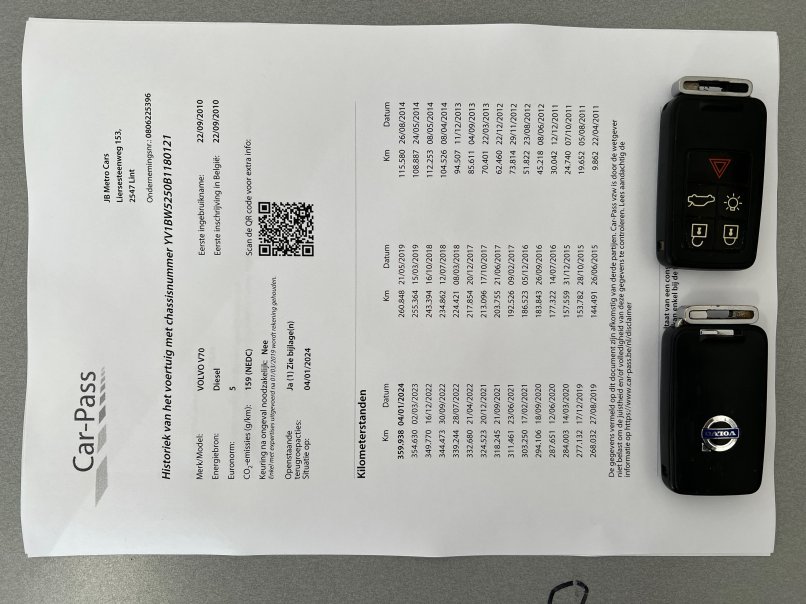 Car-Pass
JB Metro Cars
Liersesteenweg 153,
2547 Lint
Ondernemingsnr.: 0806225396
Historiek van het voertuig met chassisnummer YV1BW5250B1180121
Merk/Model: VOLVO V70
Energiebron: Diesel
Euronorm: 5
CO₂-emissies (g/km): 159 (NEDC)
Keuring na ongeval noodzakelijk: Nee
Enkel met expertises uitgevoerd na 01/03/2019 wordt rekening gehouden.
Openstaande
terugroepacties: Ja (1) Zie bijlage(n)
Situatie op: 04/01/2024
Eerste ingebruikname: 22/09/2010
Eerste inschrijving in België: 22/09/2010
Scan de QR code voor extra info:
Kilometerstanden
Km Datum
359.938 04/01/2024
354.630 02/03/2023
349.770 16/12/2022
344.473 30/09/2022
339.244 28/07/2022
332.680 21/04/2022
324.523 20/12/2021
318.245 21/09/2021
311.461 23/06/2021
303.250 17/02/2021
294.106 18/09/2020
287.651 12/06/2020
284.003 14/03/2020
277.132 17/12/2019
268.032 27/08/2019
Km Datum
260.848 21/05/2019
255.364 15/03/2019
243.394 16/10/2018
234.862 12/07/2018
224.421 08/03/2018
217.854 20/12/2017
213.096 17/10/2017
203.755 21/06/2017
192.526 09/02/2017
186.523 05/12/2016
183.843 26/09/2016
177.322 14/07/2016
157.559 31/12/2015
153.782 28/10/2015
144.491 26/06/2015
Km Datum
115.580 26/08/2014
108.887 24/05/2014
112.253 08/05/2014
104.526 08/04/2014
94.507 11/12/2013
85.611 04/09/2013
70.401 22/03/2013
62.460 22/12/2012
73.814 29/11/2012
51.822 23/08/2012
45.218 08/06/2012
30.042 12/12/2011
24.740 07/10/2011
19.652 05/08/2011
9.862 22/04/2011
De gegevens vermeld op dit document zijn afkomstig van derde partijen. Car-Pass vzw is door de wetgever
niet belast om de juistheid en/of volledigheid van deze gegevens te controleren. Lees aandachtig de
informatie op https://www.car-pass.be/nl/disclaimer
van een
enkel bij de
VOLVO